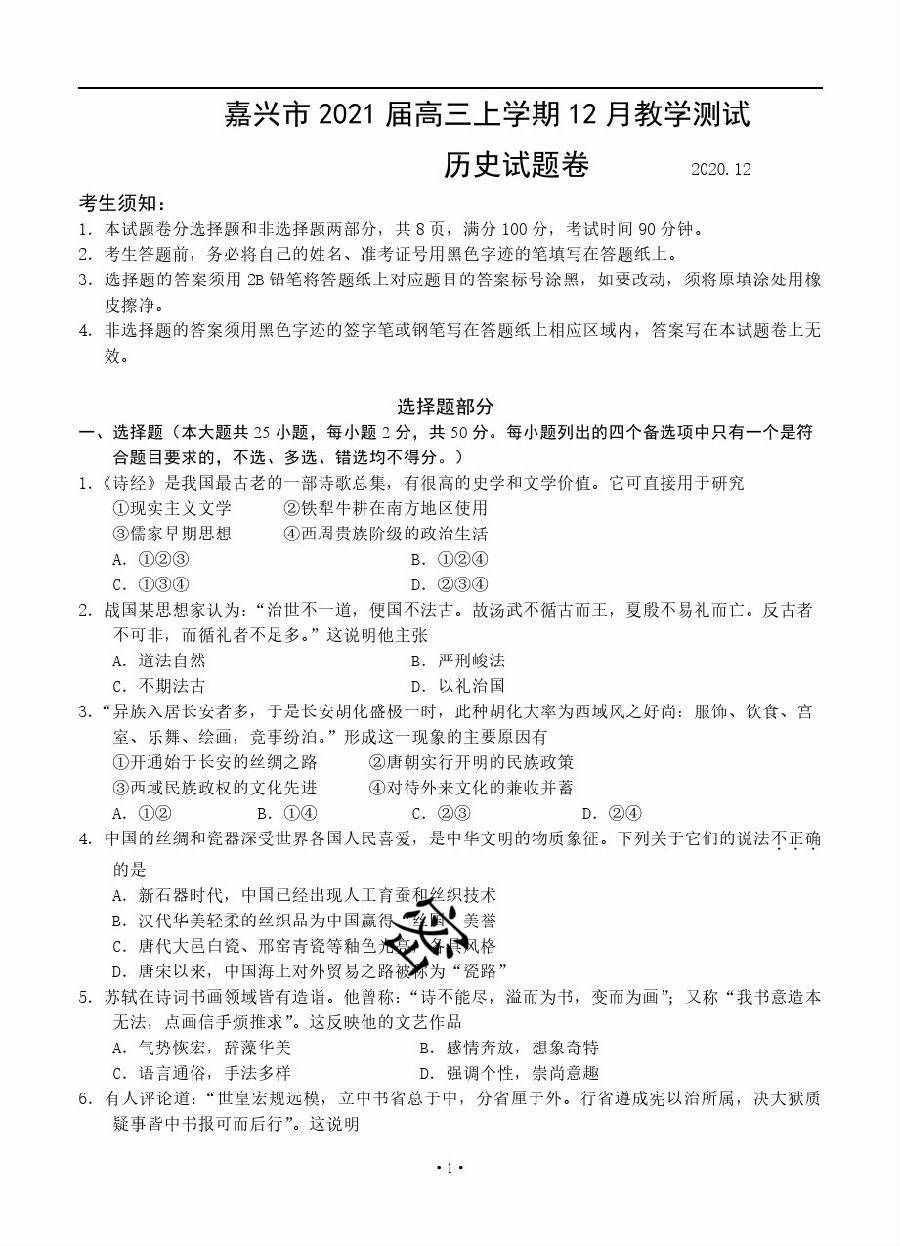 嘉兴市 2021 届高三上学期 12 月教学测试
历史试题卷 2020.12
考生须知：
1．本试题卷分选择题和非选择题两部分，共 8 页，满分 100 分，考试时间 90 分钟。
2．考生答题前，务必将自己的姓名、准考证号用黑色字迹的笔填写在答题纸上。
3．选择题的答案须用 2B 铅笔将答题纸上对应题目的答案标号涂黑，如要改动，须将原填涂处用橡
皮擦净。
4．非选择题的答案须用黑色字迹的签字笔或钢笔写在答题纸上相应区域内，答案写在本试题卷上无
效。
选择题部分
一、选择题（本大题共 25 小题，每小题 2 分，共 50 分。每小题列出的四个备选项中只有一个是符
合题目要求的，不选、多选、错选均不得分。）
1．《诗经》是我国最古老的一部诗歌总集，有很高的史学和文学价值。它可直接用于研究
①现实主义文学 ②铁犁牛耕在南方地区使用
③儒家早期思想 ④西周贵族阶级的政治生活
A．①②③ B．①②④
C．①③④ D．②③④
2．战国某思想家认为：“治世不一道，便国不法古。故汤武不循古而王，夏殷不易礼而亡。反古者
不可非，而循礼者不足多。”这说明他主张
A．道法自然 B．严刑峻法
C．不期法古 D．以礼治国
3．“异族入居长安者多，于是长安胡化盛极一时，此种胡化大率为西域风之好尚：服饰、饮食、宫
室、乐舞、绘画，竞事纷泊。”形成这一现象的主要原因有
①开通始于长安的丝绸之路 ②唐朝实行开明的民族政策
③西域民族政权的文化先进 ④对待外来文化的兼收并蓄
A．①② B．①④ C．②③ D．②④
4．中国的丝绸和瓷器深受世界各国人民喜爱，是中华文明的物质象征。下列关于它们的说法不正确
的是
A．新石器时代，中国已经出现人工育蚕和丝织技术
B．汉代华美轻柔的丝织品为中国赢得“丝国”美誉
C．唐代大邑白瓷、邢窑青瓷等釉色光亮，各具风格
D．唐宋以来，中国海上对外贸易之路被称为“瓷路”
密
5．苏轼在诗词书画领域皆有造诣。他曾称：“诗不能尽，溢而为书，变而为画”；又称“我书意造本
无法，点画信手烦推求”。这反映他的文艺作品
A．气势恢宏，辞藻华美 B．感情奔放，想象奇特
C．语言通俗，手法多样 D．强调个性，崇尚意趣
6．有人评论道：“世皇宏规远模，立中书省总于中，分省厘于外。行省遵成宪以治所属，决大狱质
疑事皆中书报可而后行”。这说明
·1·